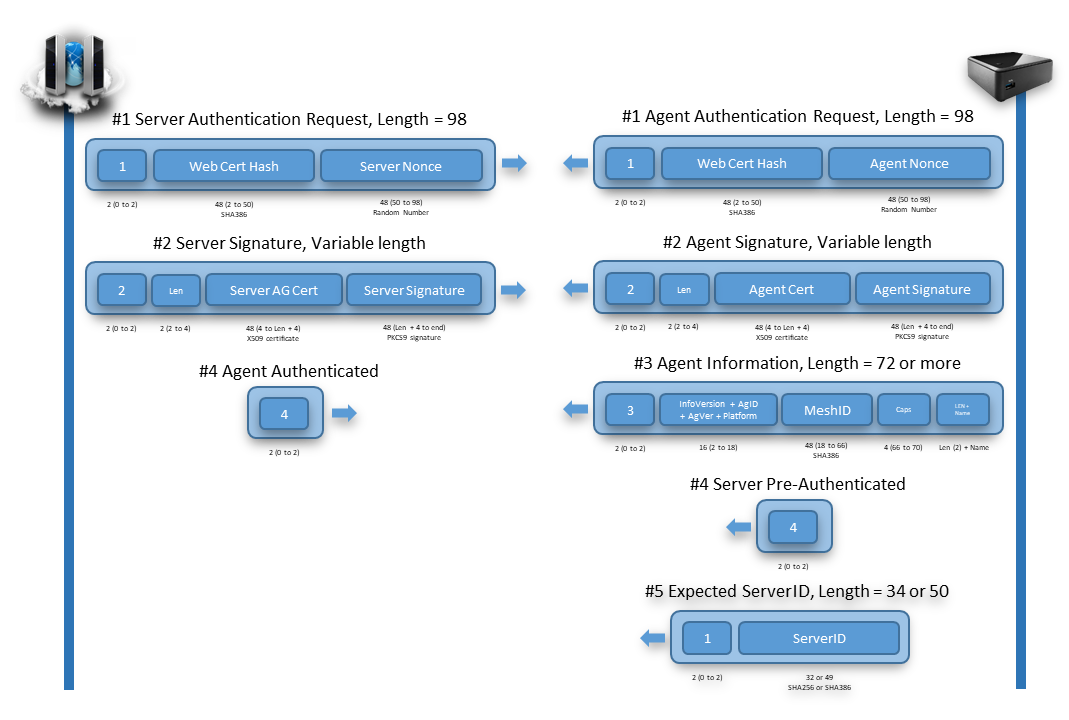 #1 Server Authentication Request, Length = 98
1
Web Cert Hash
Server Nonce
2 (0 to 2)
48 (2 to 50)
SHA386
48 (50 to 98)
Random Number
#2 Server Signature, Variable length
2
Len
Server AG Cert
Server Signature
2 (0 to 2)
2 (2 to 4)
48 (4 to Len + 4)
X509 certificate
48 (Len + 4 to end)
PKCS9 signature
#4 Agent Authenticated
4
2 (0 to 2)
#1 Agent Authentication Request, Length = 98
1
Web Cert Hash
Agent Nonce
2 (0 to 2)
48 (2 to 50)
SHA386
48 (50 to 98)
Random Number
#2 Agent Signature, Variable length
2
Len
Agent Cert
Agent Signature
2 (0 to 2)
2 (2 to 4)
48 (4 to Len + 4)
X509 certificate
48 (Len + 4 to end)
PKCS9 signature
#3 Agent Information, Length = 72 or more
3
InfoVersion + AgID
+ AgVer + Platform
MeshID
Caps
LEN +
Name
2 (0 to 2)
16 (2 to 18)
48 (18 to 66)
SHA386
4 (66 to 70)
Len (2) + Name
#4 Server Pre-Authenticated
4
2 (0 to 2)
#5 Expected ServerID, Length = 34 or 50
1
ServerID
2 (0 to 2)
32 or 49
SHA256 or SHA386